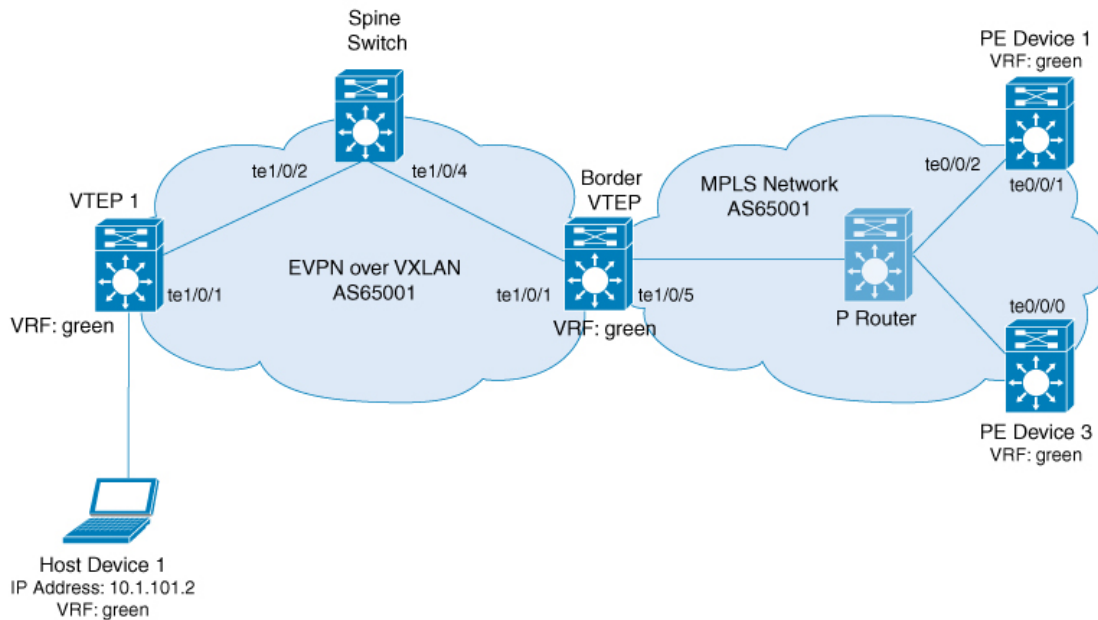 Spine
Switch
PE Device 1
VRF: green
te1/0/2
te1/0/4
Border
VTEP
MPLS Network
AS65001
te0/0/2
te0/0/1
VTEP 1
EVPN over VXLAN
AS65001
te1/0/1
te1/0/1
te1/0/5
VRF: green
VRF: green
P Router
te0/0/0
PE Device 3
VRF: green
Host Device 1
IP Address: 10.1.101.2
VRF: green